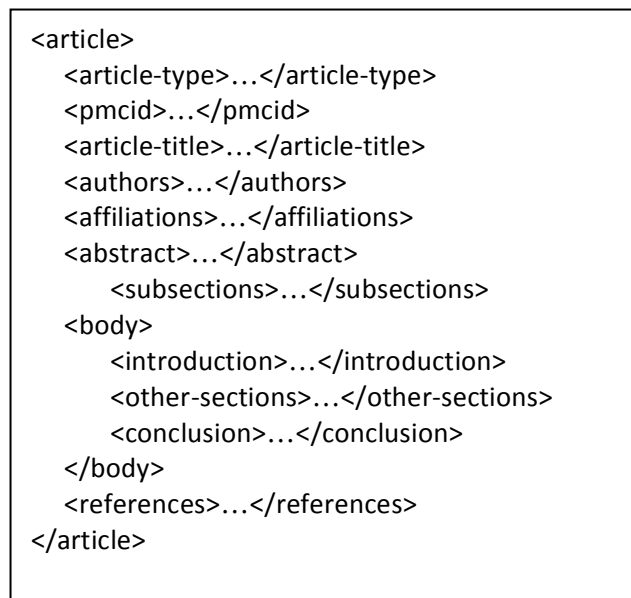 <article>
<article-type>…</article-type>
<pmcid>…</pmcid>
<article-title>…</article-title>
<authors>…</authors>
<affiliations>…</affiliations>
<abstract>…</abstract>
<subsections>…</subsections>
<body>
<introduction>…</introduction>
<other-sections>…</other-sections>
<conclusion>…</conclusion>
</body>
<references>…</references>
</article>